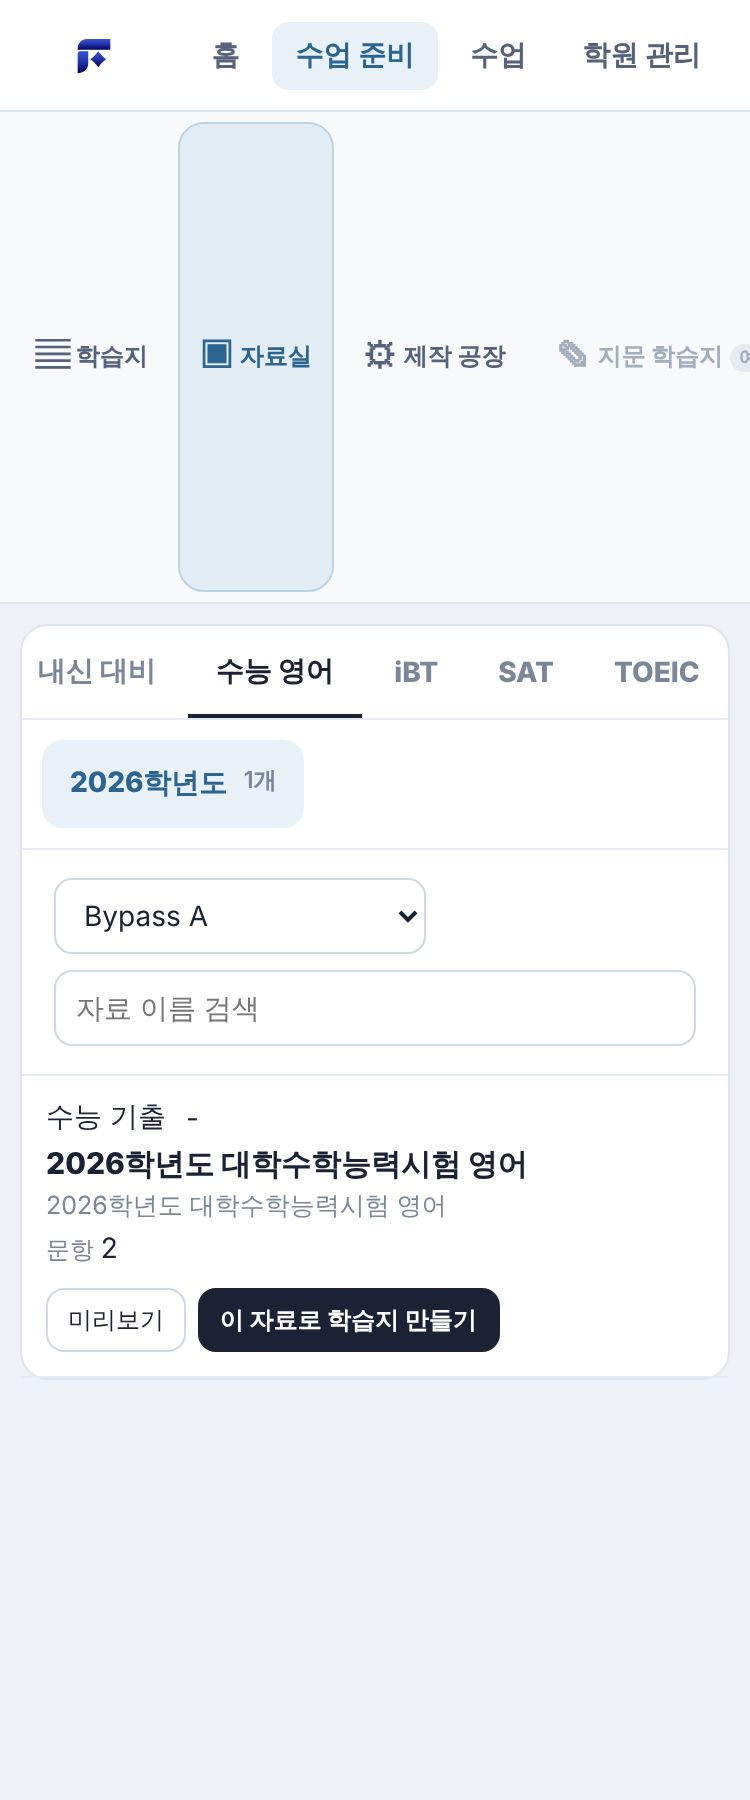 홈 수업 준비 수업 학원 관리
학습지 자료실 제작 공장 지문 학습지
내신 대비 수능 영어 iBT SAT TOEIC
2026학년도 1개
Bypass A
자료 이름 검색
수능 기출 -
2026학년도 대학수학능력시험 영어
2026학년도 대학수학능력시험 영어
문항 2
미리보기 이 자료로 학습지 만들기